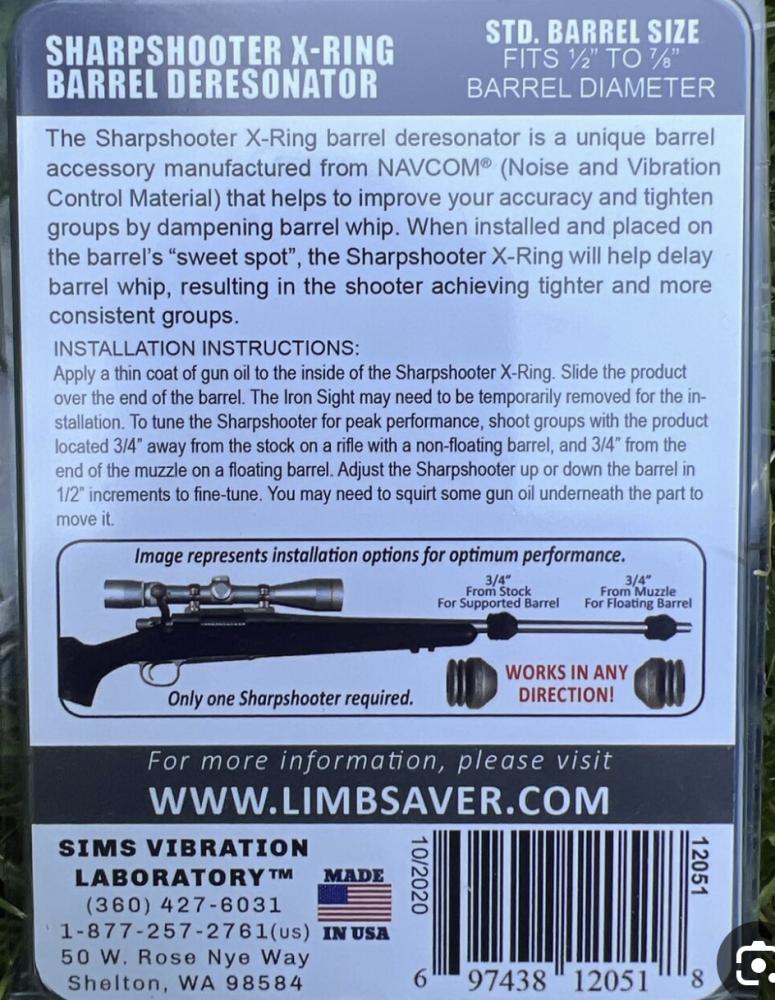 SHARPSHOOTER X-RING
BARREL DERESONATOR
STD. BARREL SIZE
FITS ½” TO ⅞”
BARREL DIAMETER
The Sharpshooter X-Ring barrel deresonator is a unique barrel
accessory manufactured from NAVCOM® (Noise and Vibration
Control Material) that helps to improve your accuracy and tighten
groups by dampening barrel whip. When installed and placed on
the barrel’s “sweet spot”, the Sharpshooter X-Ring will help delay
barrel whip, resulting in the shooter achieving tighter and more
consistent groups.
INSTALLATION INSTRUCTIONS:
Apply a thin coat of gun oil to the inside of the Sharpshooter X-Ring. Slide the product
over the end of the barrel. The Iron Sight may need to be temporarily removed for the in-
stallation. To tune the Sharpshooter for peak performance, shoot groups with the product
located 3/4” away from the stock on a rifle with a non-floating barrel, and 3/4” from the
end of the muzzle on a floating barrel. Adjust the Sharpshooter up or down the barrel in
1/2” increments to fine-tune. You may need to squirt some gun oil underneath the part to
move it.
Image represents installation options for optimum performance.
3/4”
From Stock
For Supported Barrel
3/4”
From Muzzle
For Floating Barrel
Only one Sharpshooter required.
WORKS IN ANY
DIRECTION!
For more information, please visit
WWW.LIMBSAVER.COM
SIMS VIBRATION
LABORATORY™
(360) 427-6031
1-877-257-2761(us)
50 W. Rose Nye Way
Shelton, WA 98584
MADE
IN USA
10/2020
12051
6 97438 12051 8